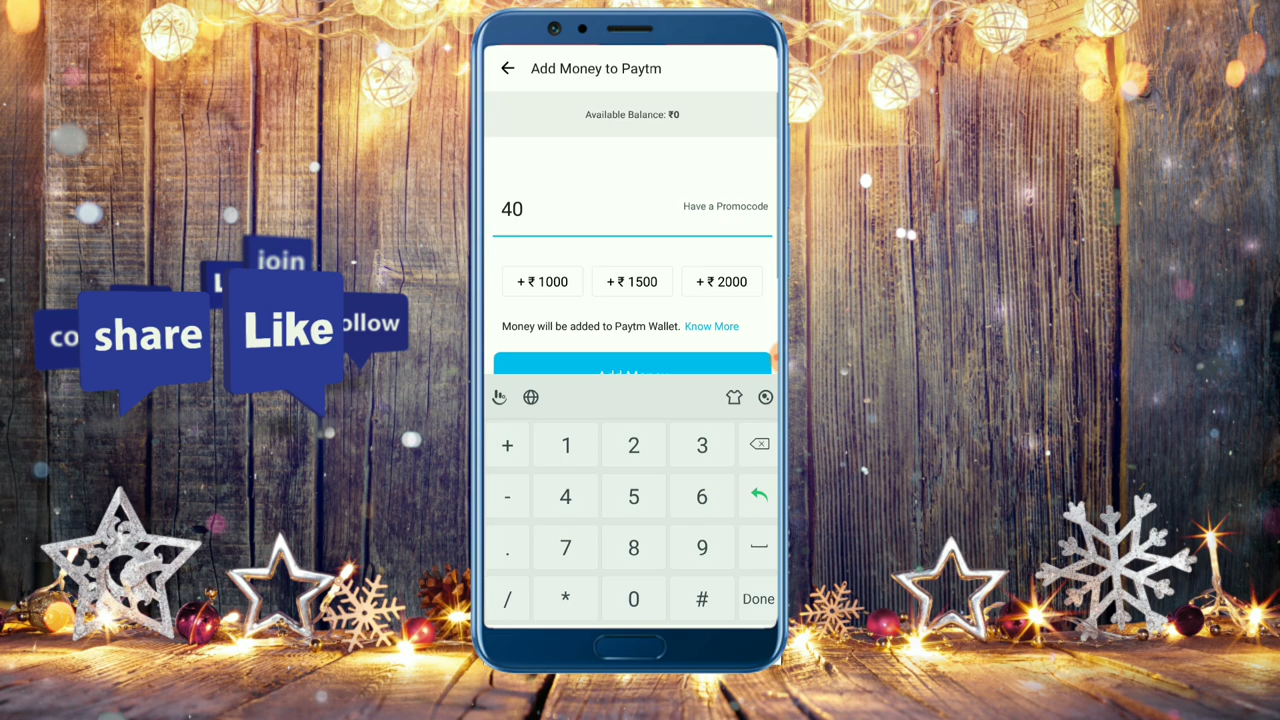 Add Money to Paytm
Available Balance: ₹0
40
Have a Promocode
+ ₹ 1000
+ ₹ 1500
+ ₹ 2000
Money will be added to Paytm Wallet. Know More
Add Money
join
L
co
share
Like
ollow
+ 1 2 3
- 4 5 6
. 7 8 9
/ * 0 # Done